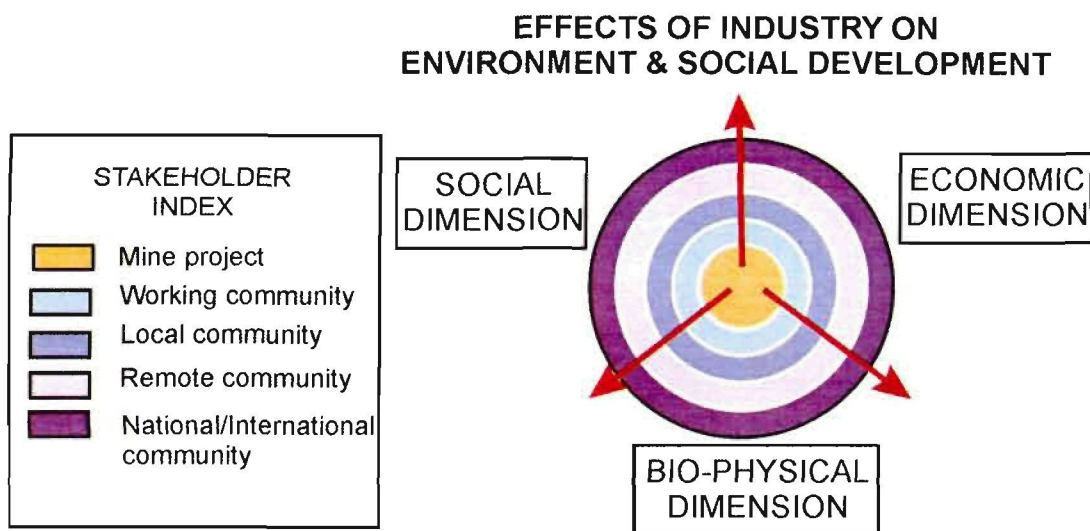 EFFECTS OF INDUSTRY ON
ENVIRONMENT & SOCIAL DEVELOPMENT
STAKEHOLDER
INDEX
Mine project
Working community
Local community
Remote community
National/International
community
SOCIAL
DIMENSION
ECONOMIC
DIMENSION
BIO-PHYSICAL
DIMENSION